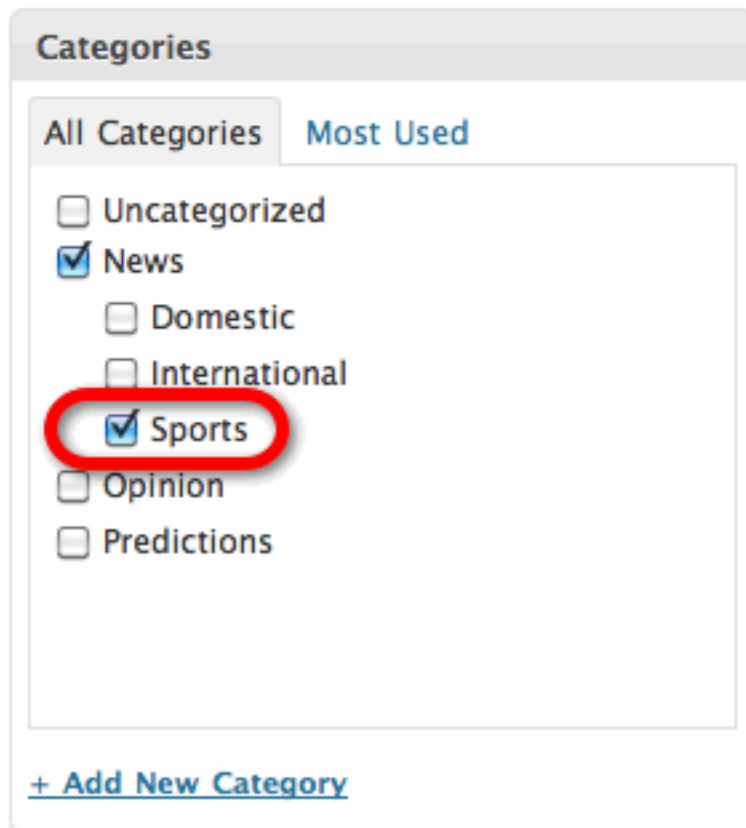 Categories
All Categories Most Used
Uncategorized
News
Domestic
International
Sports
Opinion
Predictions
+ Add New Category